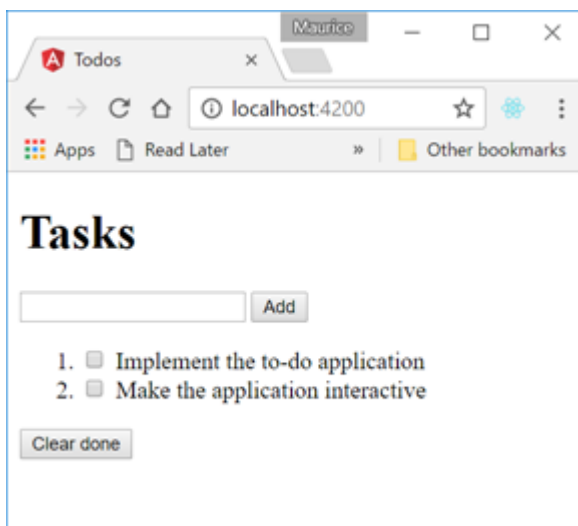 Maurice
Todos
localhost:4200
Apps Read Later » Other bookmarks
Tasks
Add
1. Implement the to-do application
2. Make the application interactive
Clear done